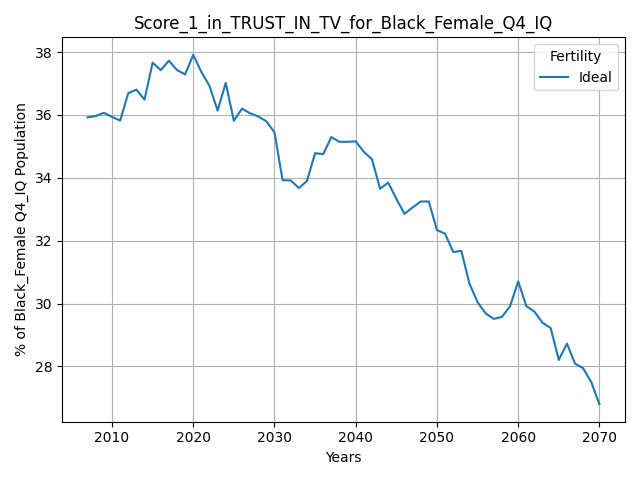 Score_1_in_TRUST_IN_TV_for_Black_Female_Q4_IQ
% of Black_Female Q4_IQ Population
38
36
34
32
30
28
Fertility
Ideal
2010 2020 2030 2040 2050 2060 2070
Years